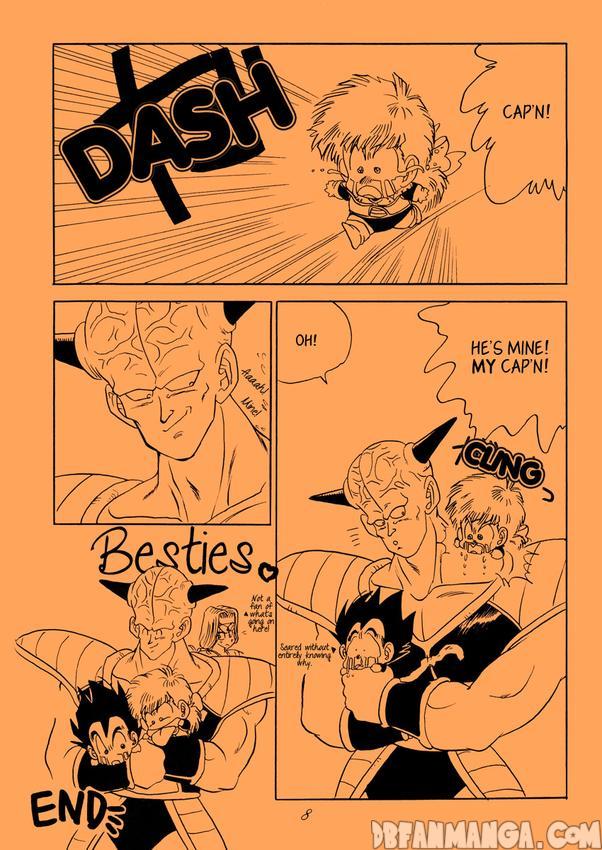 DASH
CAP'N!
Aaaah!
Mine!
OH!
HE'S MINE!
MY CAP'N!
CLING
Besties
Not a
fan of
what's
going on
here!
Scared without
entirely knowing
why.
END
8
DBFANMANGA.COM